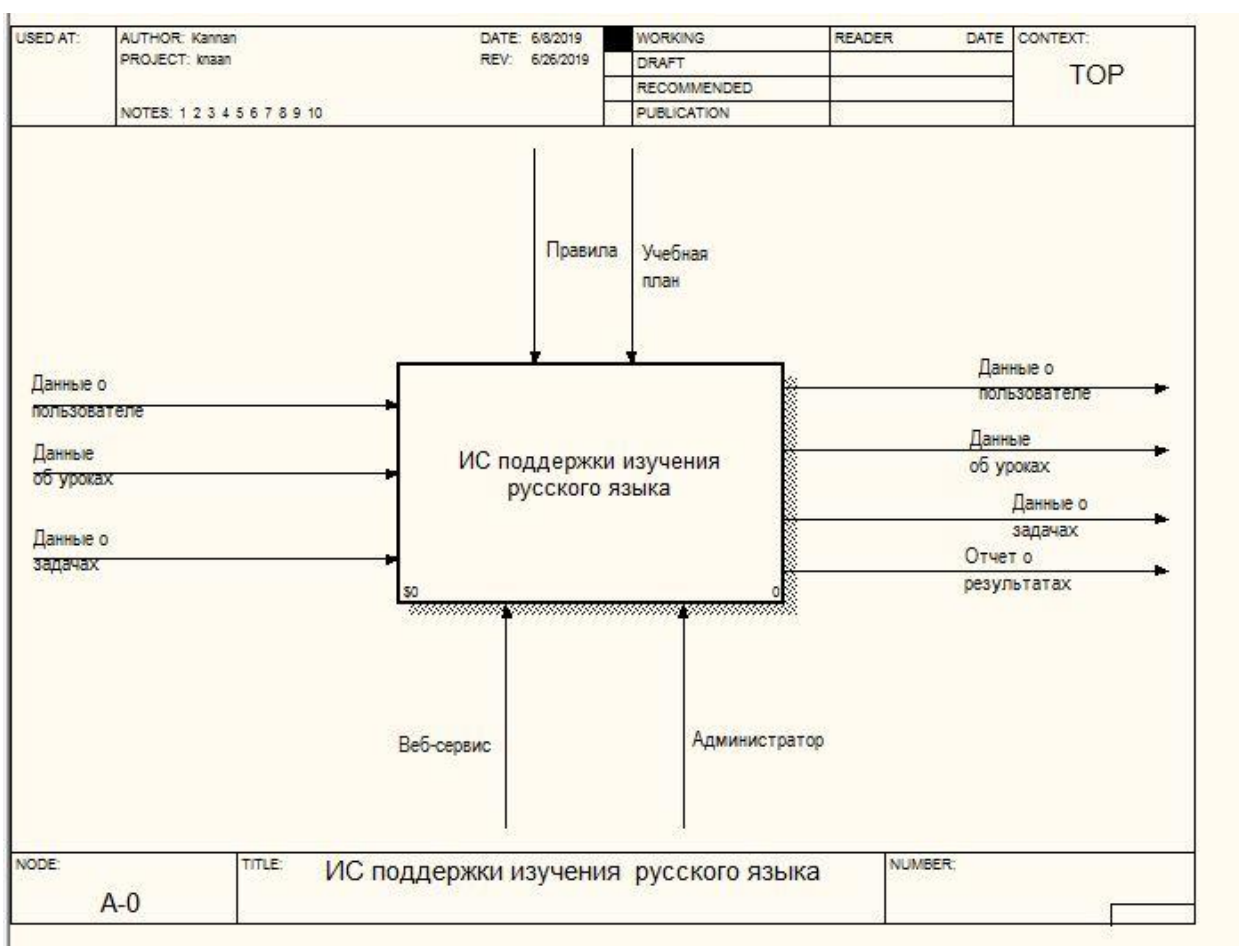 USED AT:
AUTHOR: Kannan
DATE: 6/8/2019
PROJECT: knaan
REV: 6/26/2019
NOTES: 1 2 3 4 5 6 7 8 9 10
WORKING
DRAFT
RECOMMENDED
PUBLICATION
READER
DATE
CONTEXT:
TOP
Правила
Учебная
план
Данные о
пользователе
Данные
об уроках
Данные о
задачах
ИС поддержки изучения
русского языка
$0
0
Данные о
пользователе
Данные
об уроках
Данные о
задачах
Отчет о
результатах
Веб-сервис
Администратор
NODE:
A-0
TITLE:
ИС поддержки изучения русского языка
NUMBER: